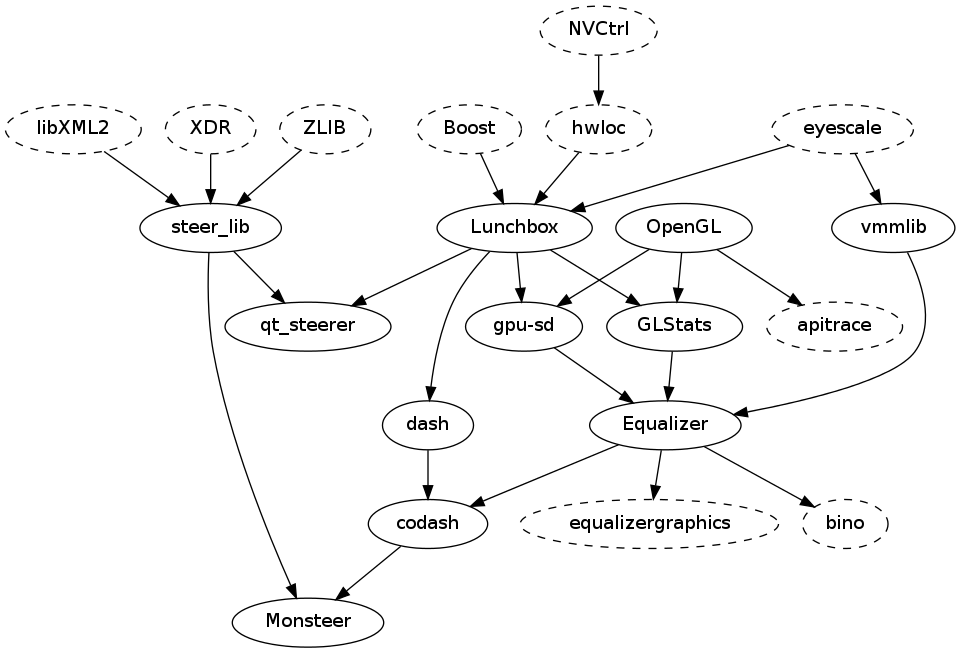 NVCtrl
libXML2
XDR
ZLIB
Boost
hwloc
eyescale
steer_lib
Lunchbox
OpenGL
vmmlib
qt_steerer
gpu-sd
GLStats
apitrace
dash
Equalizer
codash
equalizergraphics
bino
Monsteer